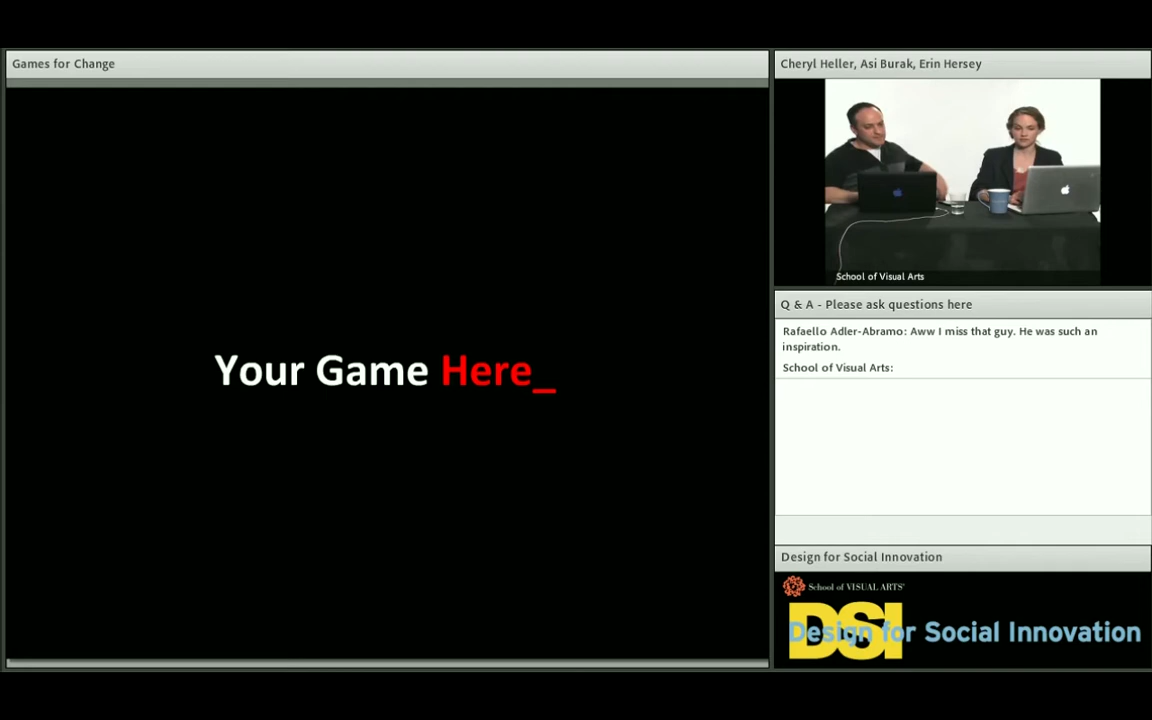 Games for Change
Your Game Here_
Cheryl Heller, Asi Burak, Erin Hersey
School of Visual Arts
Q & A - Please ask questions here
Rafaello Adler-Abramo: Aww I miss that guy. He was such an
inspiration.
School of Visual Arts:
Design for Social Innovation
School of VISUAL ARTS
DSI
Design for Social Innovation